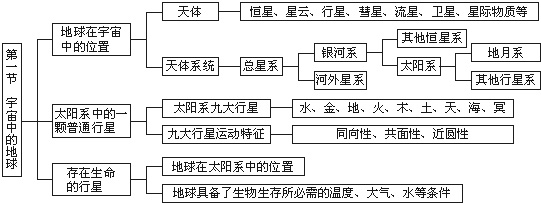 第一节 宇宙中的地球
地球在宇宙
中的位置
天体
恒星、星云、行星、彗星、流星、卫星、星际物质等
天体系统
总星系
银河系
河外星系
其他恒星系
太阳系
地月系
其他行星系
太阳系中的一
颗普通行星
太阳系九大行星
水、金、地、火、木、土、天、海、冥
九大行星运动特征
同向性、共面性、近圆性
存在生命
的行星
地球在太阳系中的位置
地球具备了生物生存所必需的温度、大气、水等条件